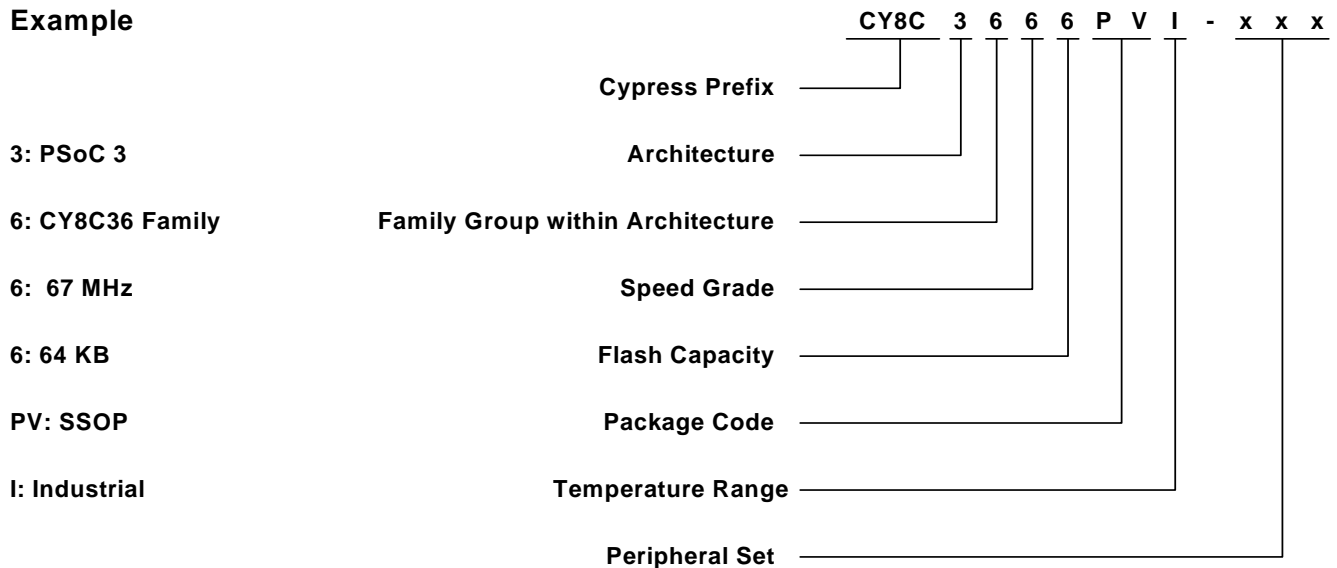 Example CY8C 3 6 6 6 P V I - x x x
Cypress Prefix
3: PSoC 3 Architecture
6: CY8C36 Family Family Group within Architecture
6: 67 MHz Speed Grade
6: 64 KB Flash Capacity
PV: SSOP Package Code
I: Industrial Temperature Range
Peripheral Set